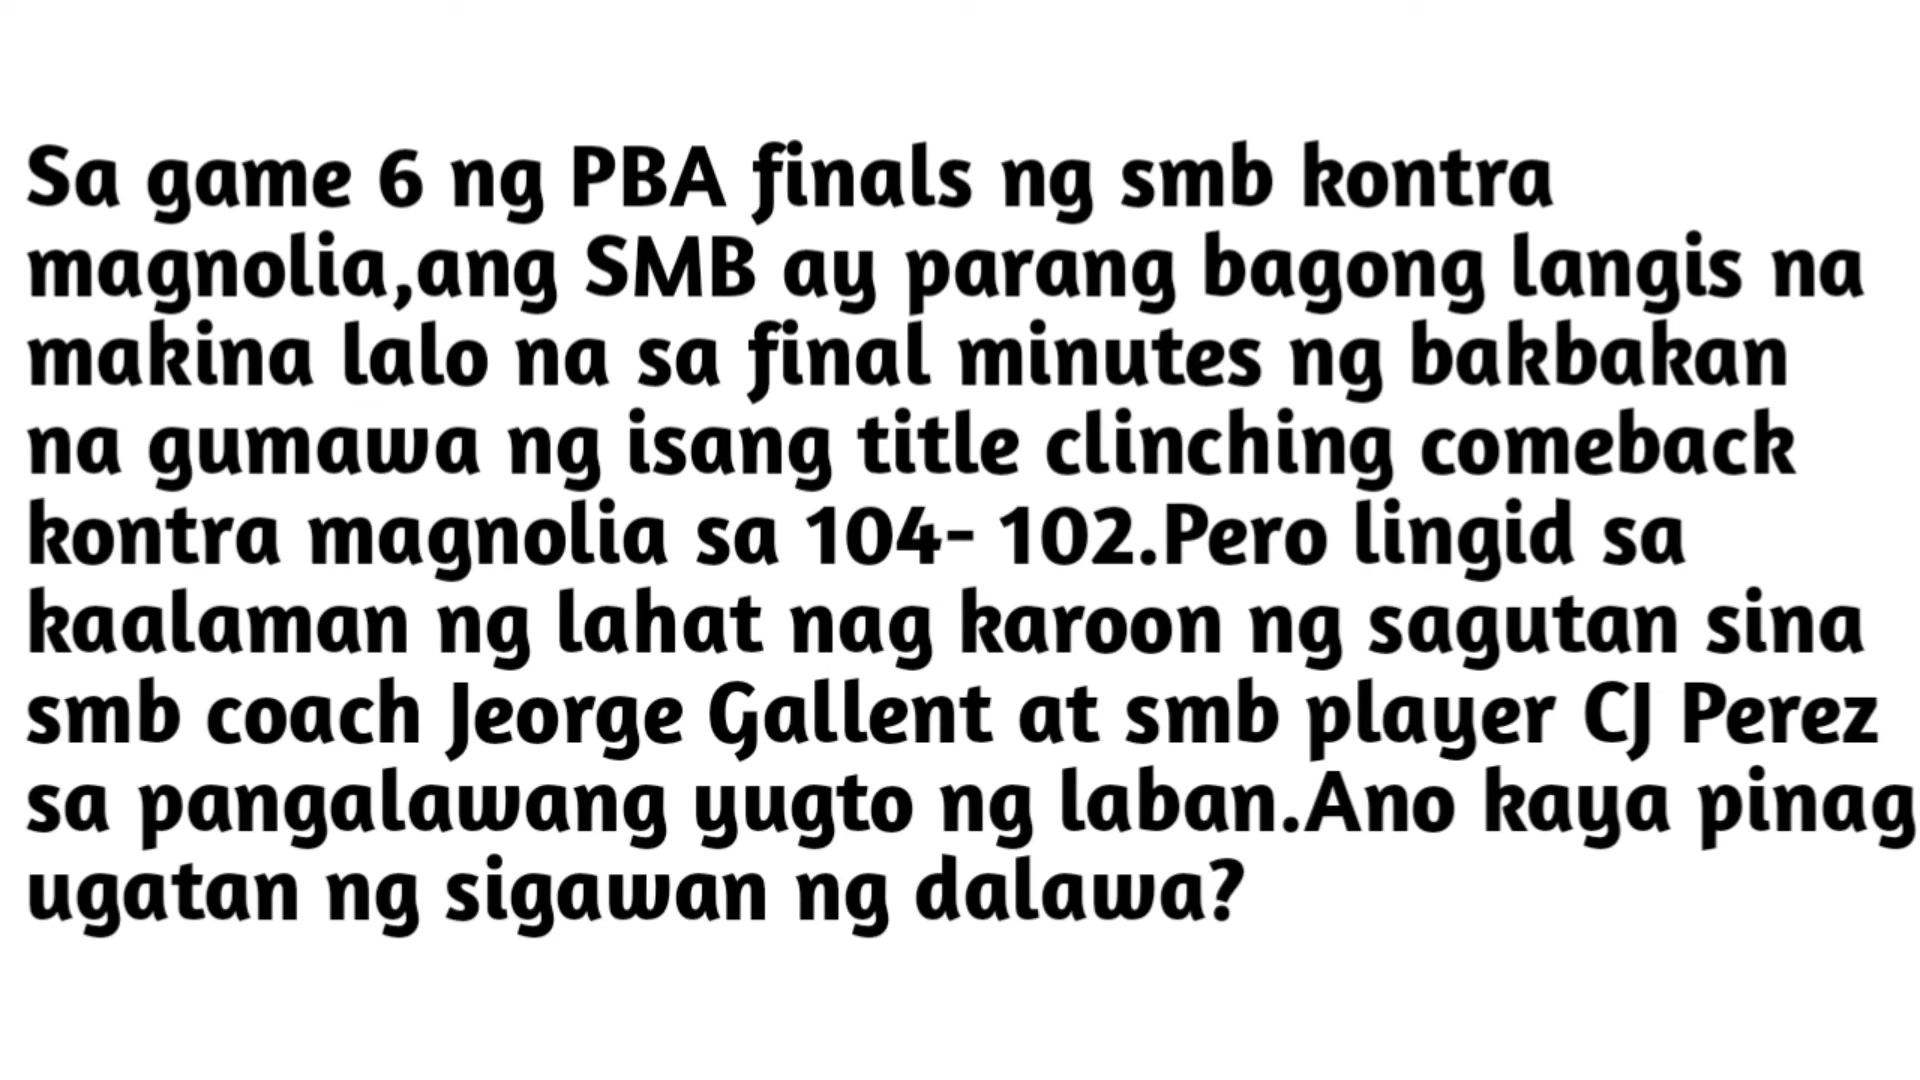 Sa game 6 ng PBA finals ng smb kontra
magnolia,ang SMB ay parang bagong langis na
makina lalo na sa final minutes ng bakbakan
na gumawa ng isang title clinching comeback
kontra magnolia sa 104- 102.Pero lingid sa
kaalaman ng lahat nag karoon ng sagutan sina
smb coach Jeorge Gallent at smb player CJ Perez
sa pangalawang yugto ng laban.Ano kaya pinag
ugatan ng sigawan ng dalawa?